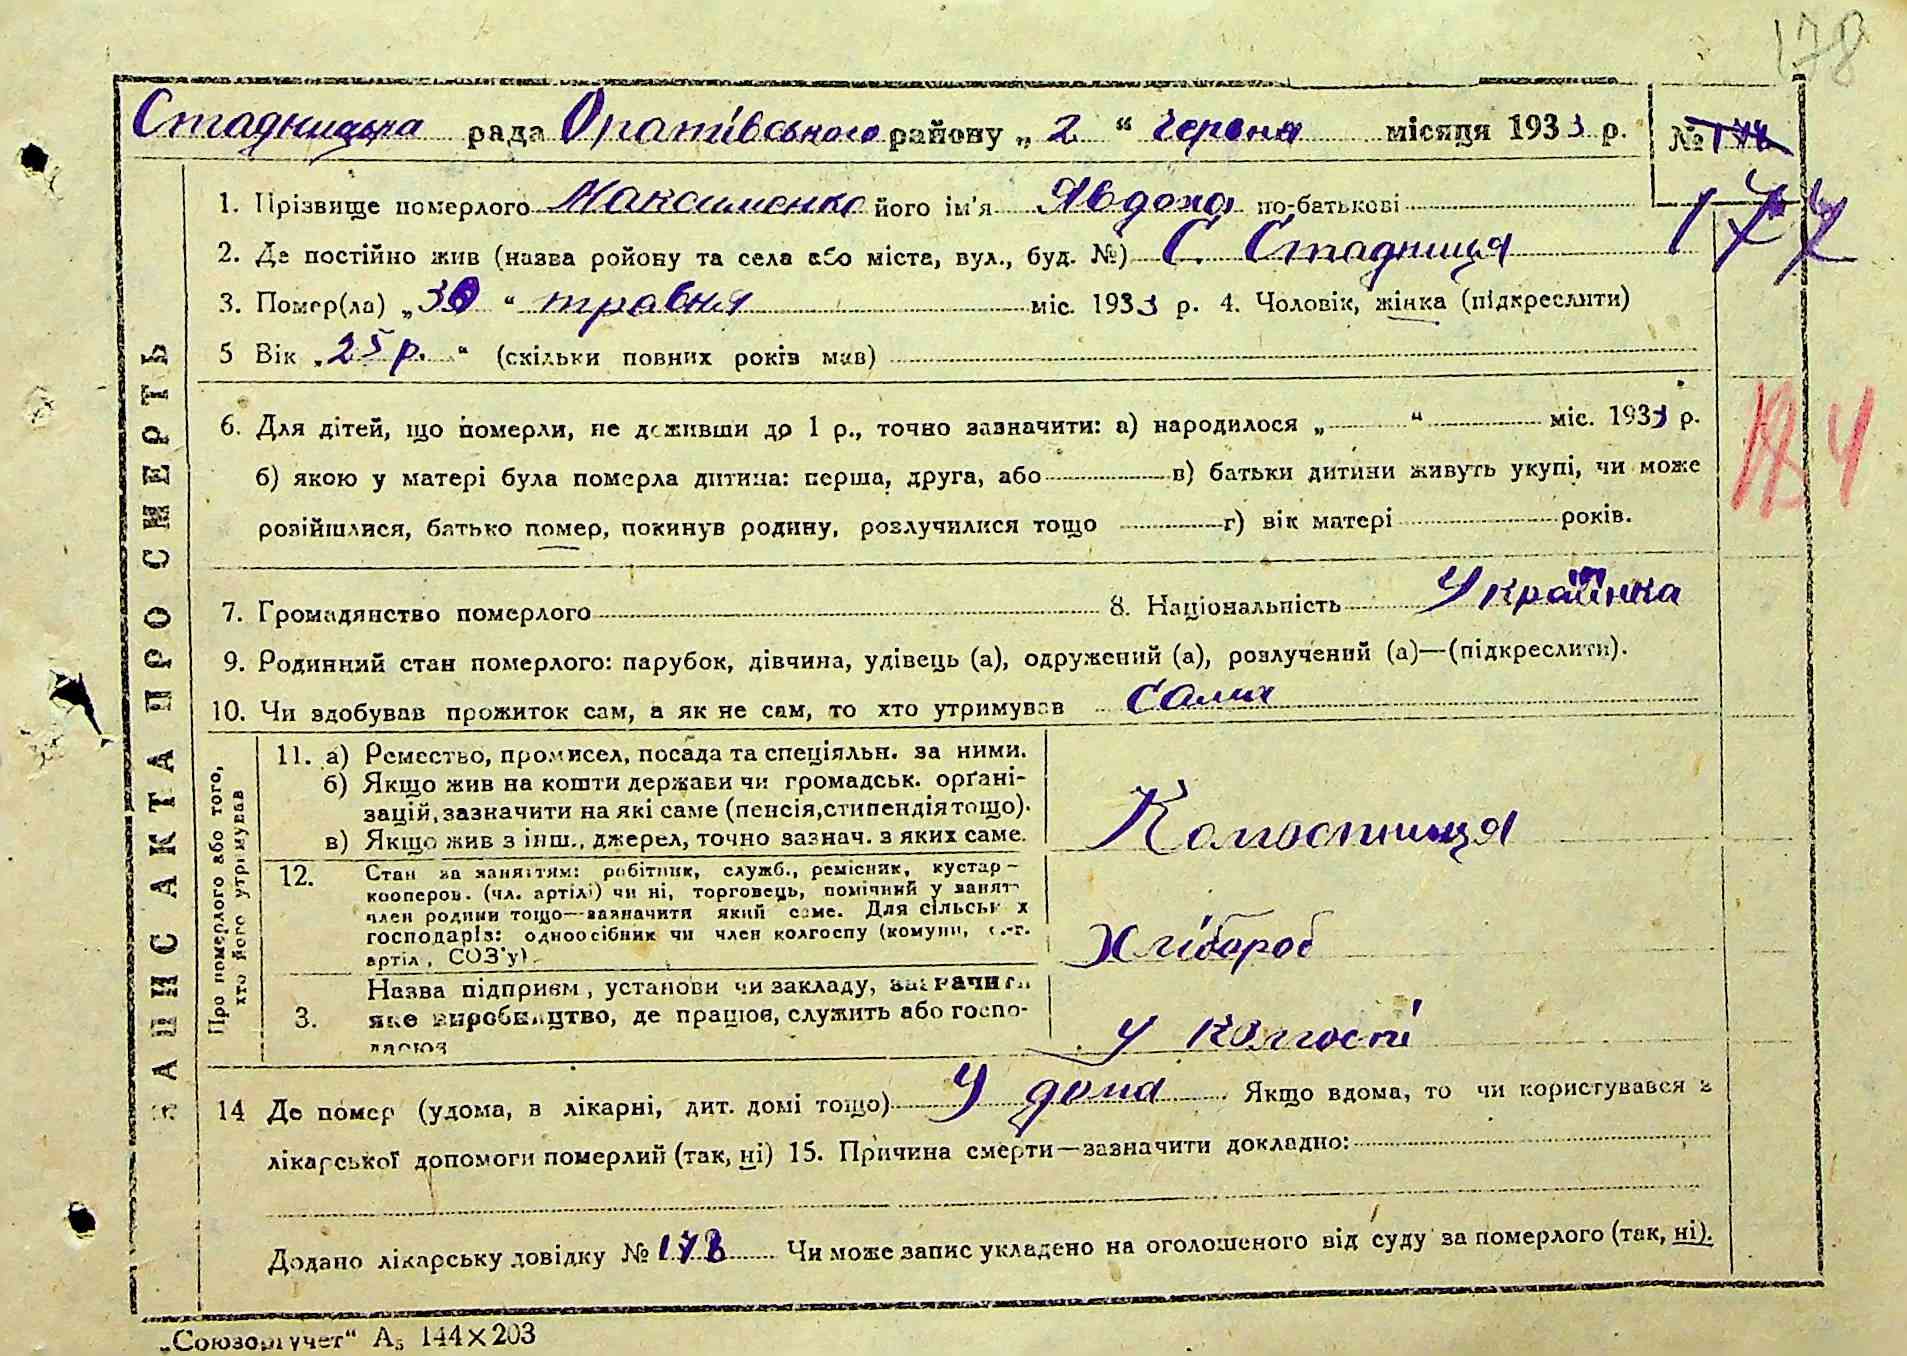 178
Стадницька рада Оратівського району „ 2 “ червня місяця 1933 р. №
177
1. Прізвище померлого Максименко його ім'я Явдоха по-батькові
2. Де постійно жив (назва ройону та села або міста, вул., буд. №) С. Стадниця
3. Помер(ла) „30 “ травня міс. 1933 р. 4. Чоловік, жінка (підкреслити)
5 Вік „25 р. “ (скільки повних років мав)
6. Для дітей, що померли, не доживши до 1 р., точно зазначити: а) народилося „ “ міс. 1933 р.
б) якою у матері була померла дитина: перша, друга, або в) батьки дитини живуть укупі, чи може
розійшлися, батько помер, покинув родину, розлучилися тощо г) вік матері років.
184
7. Громадянство померлого 8. Національність Українка
9. Родинний стан померлого: парубок, дівчина, удівець (а), одружений (а), розлучений (а)—(підкреслити).
10. Чи здобував прожиток сам, а як не сам, то хто утримував сама
ЗАПИС АКТА ПРО СМЕРТЬ
Про померлого або того,
хто його утримував
11. а) Ремество, промисел, посада та спеціяльн. за ними.
б) Якщо жив на кошти держави чи громадськ. орґані-
зацій, зазначити на які саме (пенсія, стипендія тощо).
в) Якщо жив з інш., джерел, точно зазнач. з яких саме.
Колгоспниця
12. Стан за заняттям: робітник, служб., ремісник, кустар-
кооперов. (чл. артілі) чи ні, торговець, помічний у занят
член родини тощо—зазначити який саме. Для сільськ х
господарів: одноосібник чи член колгоспу (комуни, с.-г.
артіл , СОЗ'у)
Хлібороб
3. Назва підприєм , установи чи закладу, зазначити
яке виробництво, де працює, служить або госпо-
дарює
У колгоспі
14 Де помер (удома, в лікарні, дит. домі тощо) У дома Якщо вдома, то чи користувався з
лікарської допомоги померлий (так, ні) 15. Причина смерти—зазначити докладно:
Додано лікарську довідку № 178 Чи може запис укладено на оголошеного від суду за померлого (так, ні).
„Союзоргучет“ А₅ 144×203